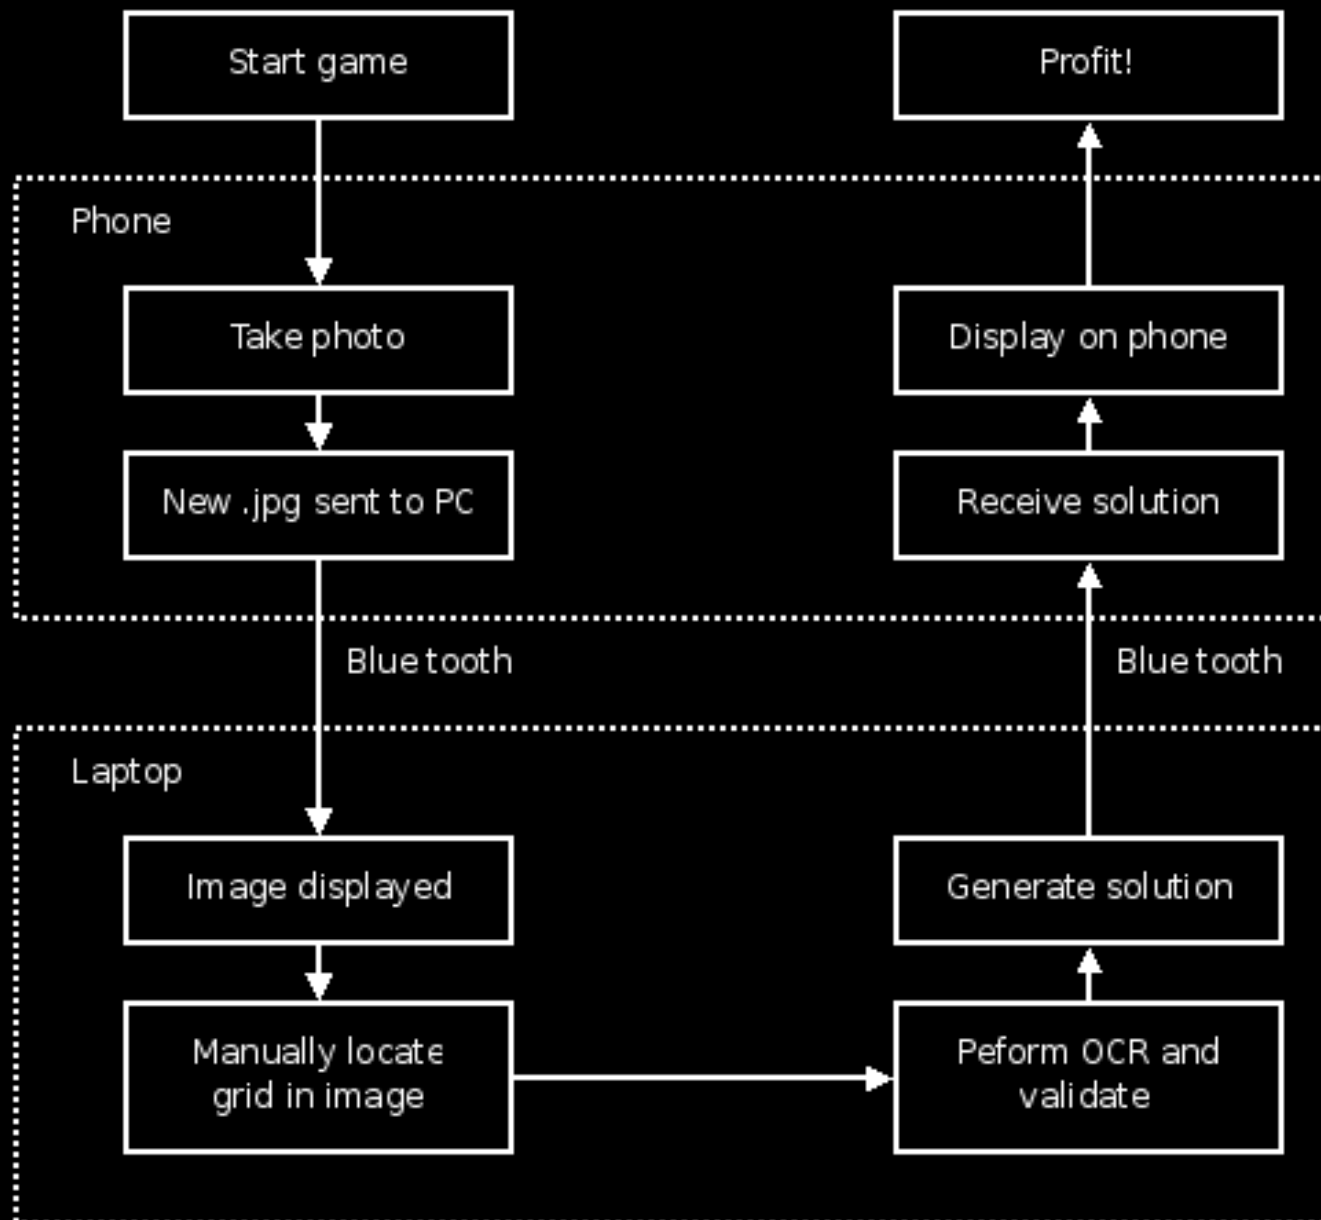 Start game
Profit!
Phone
Take photo
Display on phone
New .jpg sent to PC
Receive solution
Bluetooth
Bluetooth
Laptop
Image displayed
Generate solution
Manually locate
grid in image
Peform OCR and
validate